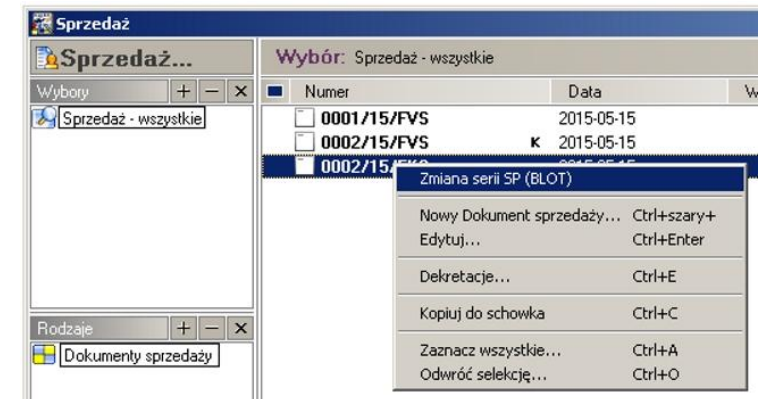 Sprzedaż
Sprzedaż...
Wybór: Sprzedaż - wszystkie
Wybory
Numer Data W
Sprzedaż - wszystkie
0001/15/FVS 2015-05-15
0002/15/FVS K 2015-05-15
0002/15/
Zmiana serii SP (BLOT)
Nowy Dokument sprzedaży... Ctrl+szary+
Edytuj... Ctrl+Enter
Dekretacje... Ctrl+E
Kopiuj do schowka Ctrl+C
Zaznacz wszystkie... Ctrl+A
Odwróć selekcję... Ctrl+O
Rodzaje
Dokumenty sprzedaży